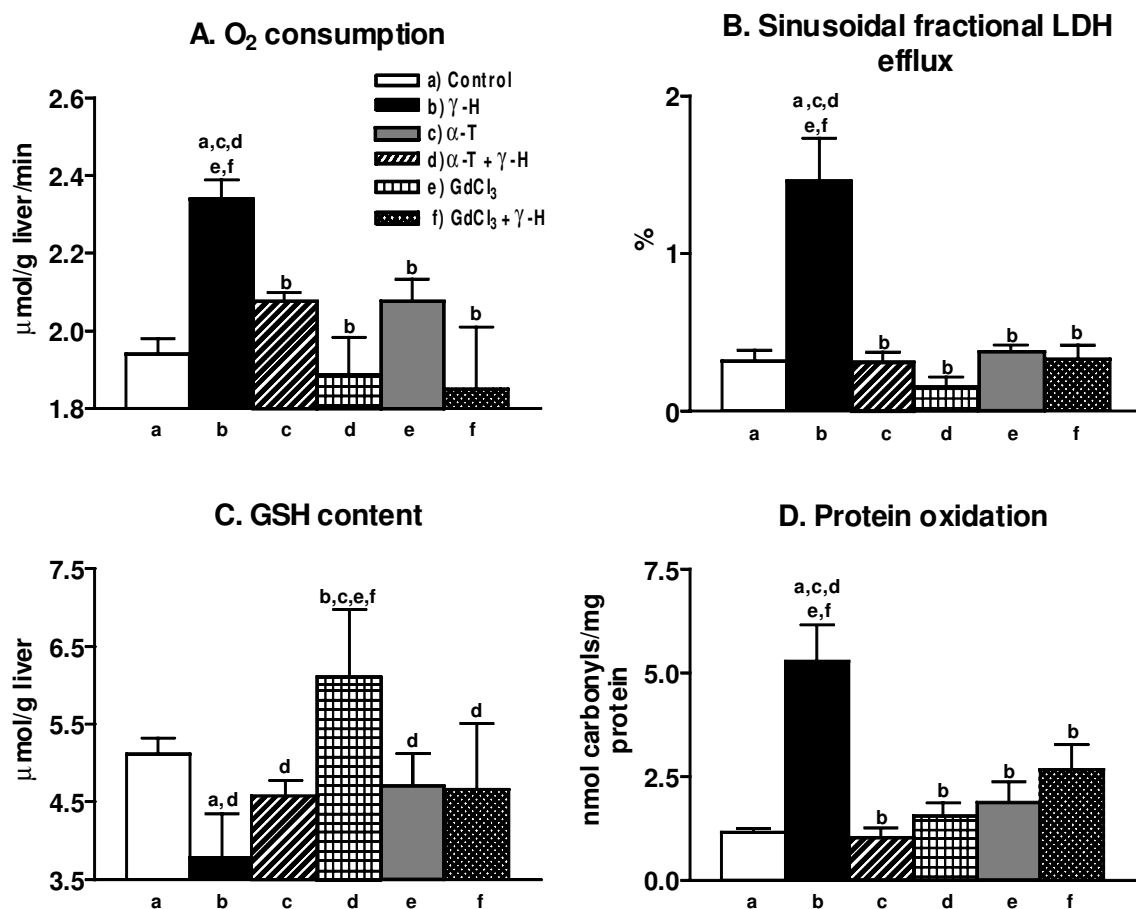 A. O₂ consumption
μmol/g liver/min
2.6
2.4
2.2
2.0
1.8
a) Control
b) γ-H
c) α-T
d) α-T + γ-H
e) GdCl₃
f) GdCl₃ + γ-H
a,c,d
e,f
b
b
b
b
a b c d e f
B. Sinusoidal fractional LDH
efflux
%
2
1
0
a,c,d
e,f
b
b
b
b
a b c d e f
C. GSH content
μmol/g liver
7.5
6.5
5.5
4.5
3.5
a,d
d
b,c,e,f
d
d
a b c d e f
D. Protein oxidation
nmol carbonyls/mg
protein
7.5
5.0
2.5
0.0
a,c,d
e,f
b
b
b
b
a b c d e f